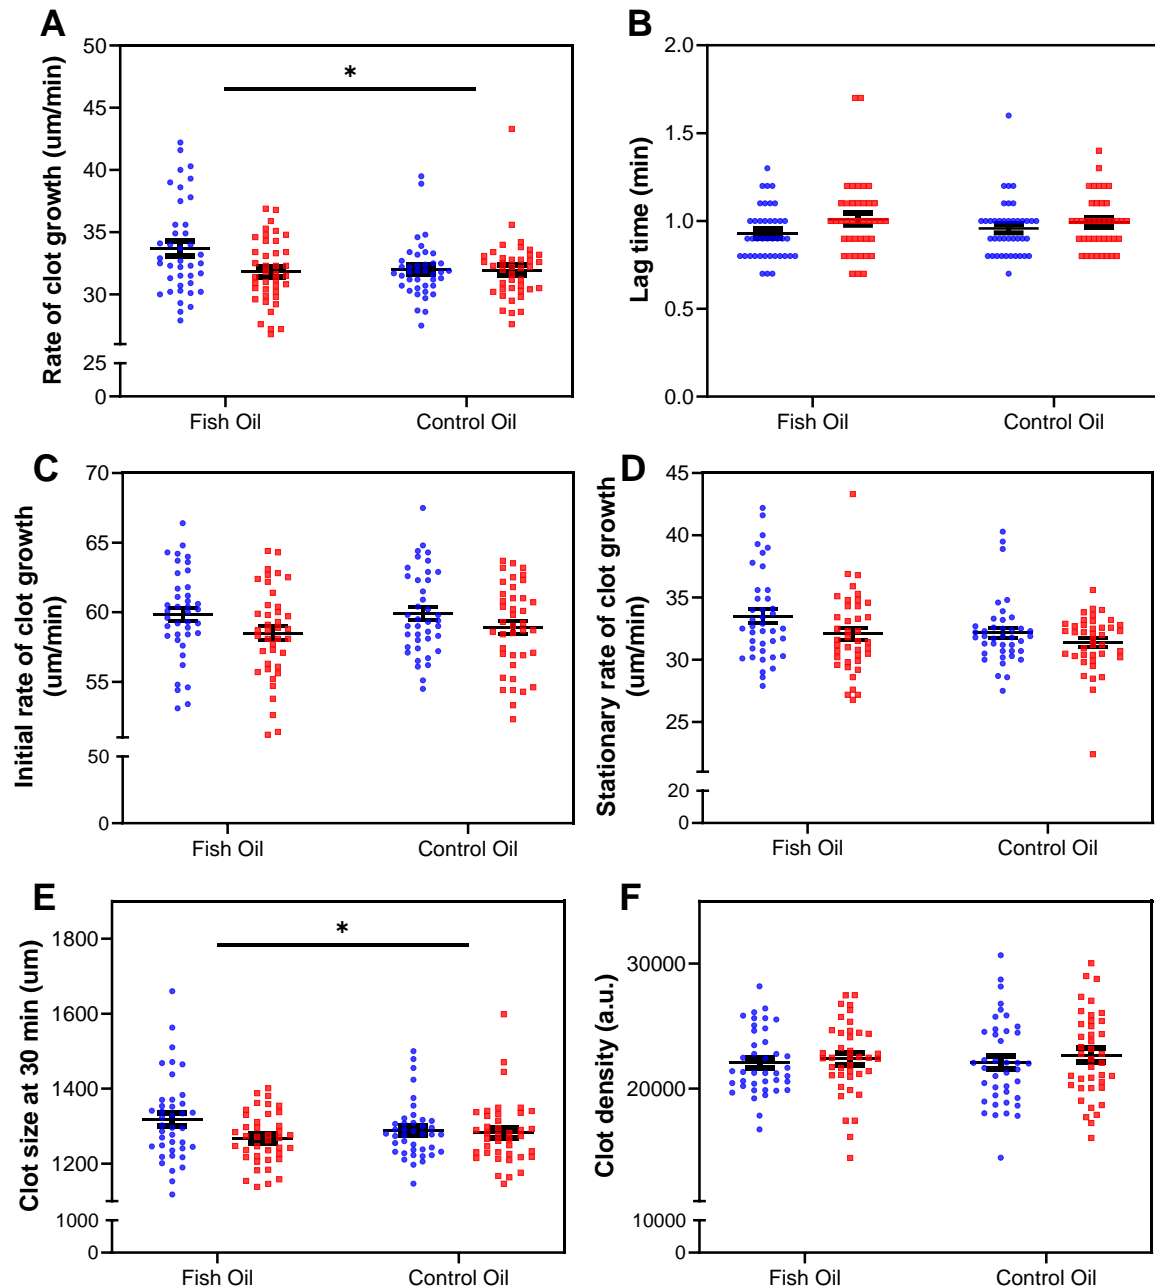 A
Rate of clot growth (um/min)
50
45
40
35
30
25
0
*
Fish Oil
Control Oil
B
Lag time (min)
2.0
1.5
1.0
0.5
0.0
Fish Oil
Control Oil
C
Initial rate of clot growth
(um/min)
70
65
60
55
50
0
Fish Oil
Control Oil
D
Stationary rate of clot growth
(um/min)
45
40
35
30
25
20
0
Fish Oil
Control Oil
E
Clot size at 30 min (um)
1800
1600
1400
1200
1000
0
*
Fish Oil
Control Oil
F
Clot density (a.u.)
30000
20000
10000
0
Fish Oil
Control Oil